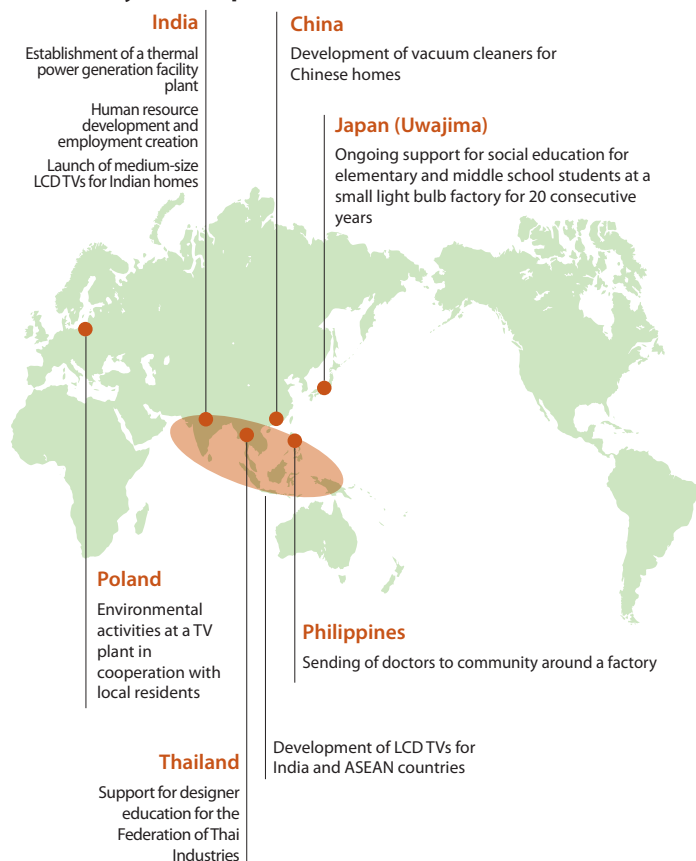 India
Establishment of a thermal
power generation facility
plant
Human resource
development and
employment creation
Launch of medium-size
LCD TVs for Indian homes
China
Development of vacuum cleaners for
Chinese homes
Japan (Uwajima)
Ongoing support for social education for
elementary and middle school students at a
small light bulb factory for 20 consecutive
years
Poland
Environmental
activities at a TV
plant in
cooperation with
local residents
Philippines
Sending of doctors to community around a factory
Development of LCD TVs for
India and ASEAN countries
Thailand
Support for designer
education for the
Federation of Thai
Industries